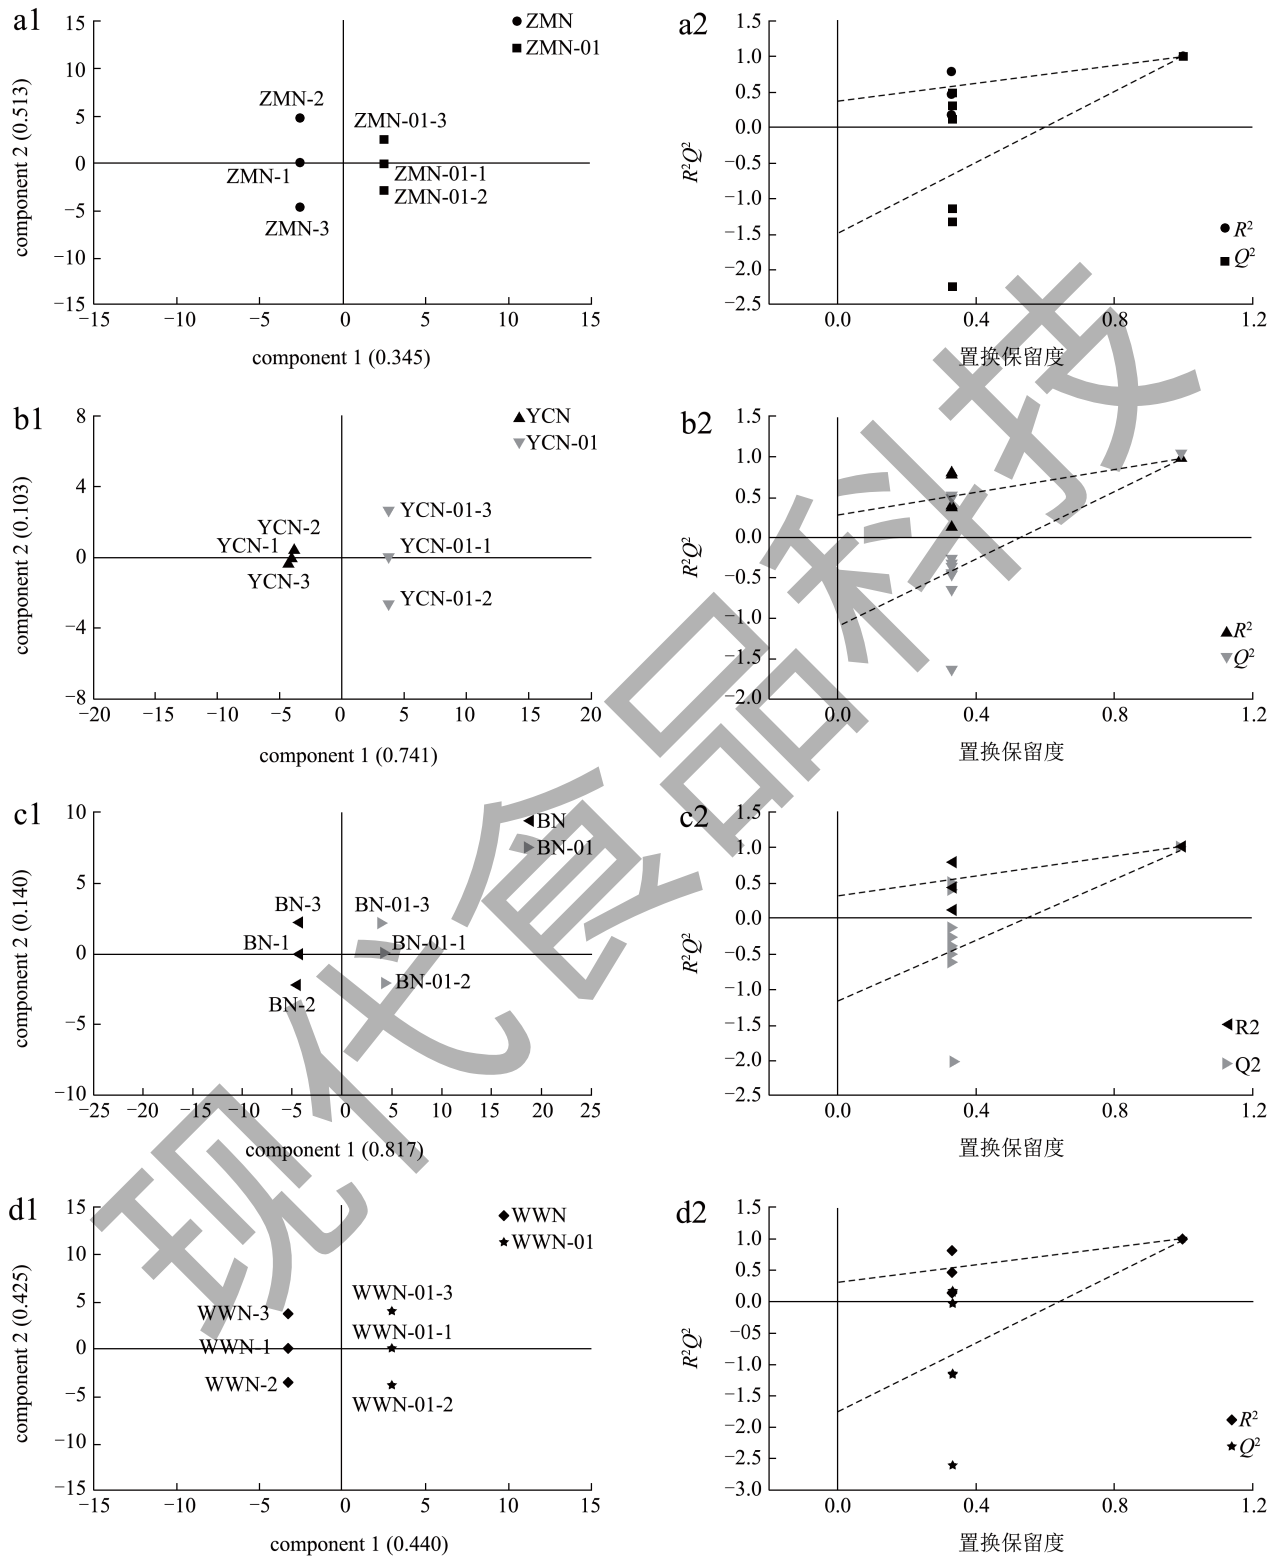 a1
ZMN
ZMN-01
component 2 (0.513)
15
10
5
0
−5
−10
−15
ZMN-2
ZMN-1
ZMN-3
ZMN-01-3
ZMN-01-1
ZMN-01-2
−15 −10 −5 0 5 10 15
component 1 (0.345)
a2
R²Q²
1.5
1.0
0.5
0.0
−0.5
−1.0
−1.5
−2.0
−2.5
R²
Q²
0.0 0.4 0.8 1.2
置换保留度
b1
YCN
YCN-01
component 2 (0.103)
8
4
0
−4
−8
YCN-2
YCN-1
YCN-3
YCN-01-3
YCN-01-1
YCN-01-2
−20 −15 −10 −5 0 5 10 15 20
component 1 (0.741)
b2
R²Q²
1.5
1.0
0.5
0.0
−0.5
−1.0
−1.5
−2.0
R²
Q²
0.0 0.4 0.8 1.2
置换保留度
c1
BN
BN-01
component 2 (0.140)
10
5
0
−5
−10
BN-3
BN-1
BN-2
BN-01-3
BN-01-1
BN-01-2
−25 −20 −15 −10 −5 0 5 10 15 20 25
component 1 (0.817)
c2
R²Q²
1.5
1.0
0.5
0.0
−0.5
−1.0
−1.5
−2.0
−2.5
R2
Q2
0.0 0.4 0.8 1.2
置换保留度
d1
WWN
WWN-01
component 2 (0.425)
15
10
5
0
−5
−10
−15
WWN-3
WWN-1
WWN-2
WWN-01-3
WWN-01-1
WWN-01-2
−15 −10 −5 0 5 10 15
component 1 (0.440)
d2
R²Q²
1.5
1.0
0.5
0.0
−05
−1.0
−1.5
−2.0
−2.5
−3.0
R²
Q²
0.0 0.4 0.8 1.2
置换保留度
现代食品科技